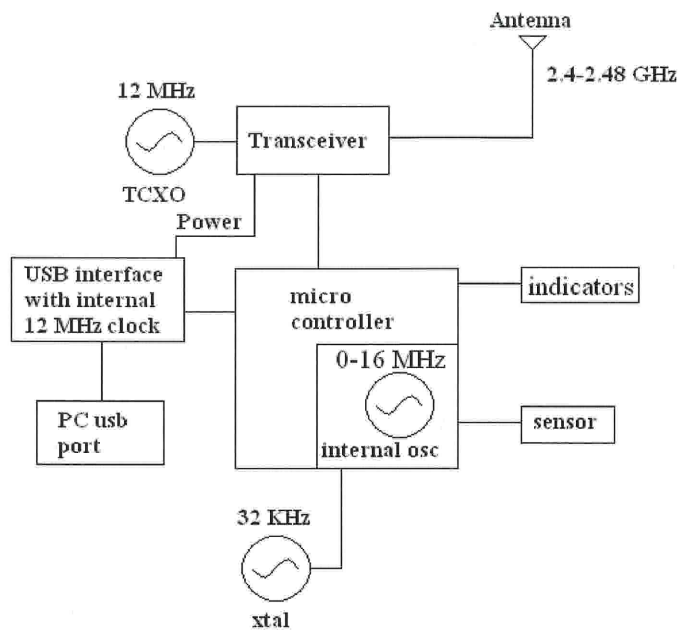 Antenna
2.4-2.48 GHz
12 MHz
Transceiver
TCXO
Power
USB interface
with internal
12 MHz clock
micro
controller
indicators
0-16 MHz
internal osc
PC usb
port
sensor
32 KHz
xtal